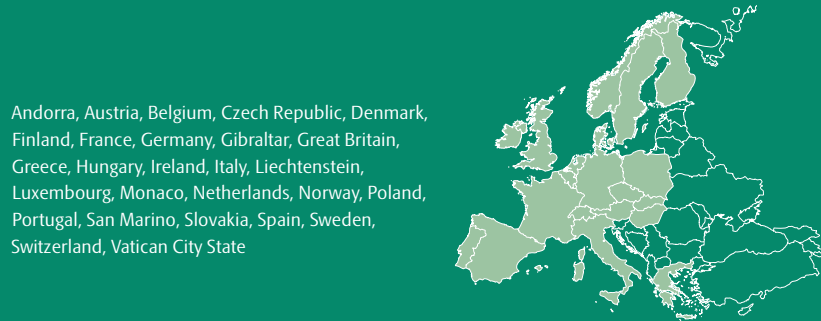 Andorra, Austria, Belgium, Czech Republic, Denmark,
Finland, France, Germany, Gibraltar, Great Britain,
Greece, Hungary, Ireland, Italy, Liechtenstein,
Luxembourg, Monaco, Netherlands, Norway, Poland,
Portugal, San Marino, Slovakia, Spain, Sweden,
Switzerland, Vatican City State